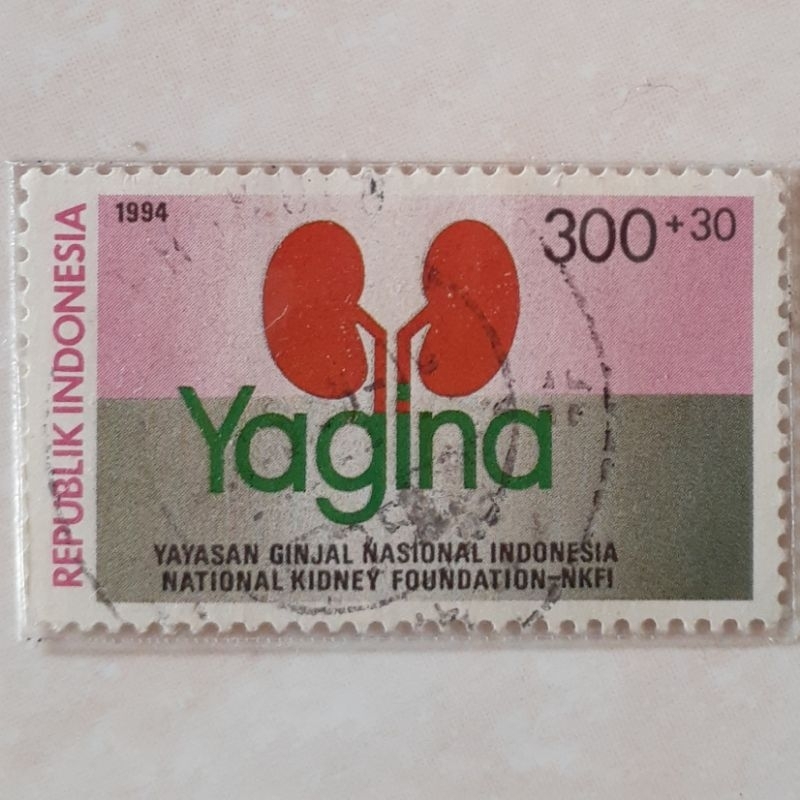 REPUBLIK INDONESIA
1994
300 + 30
Yagina
YAYASAN GINJAL NASIONAL INDONESIA
NATIONAL KIDNEY FOUNDATION-NKFI